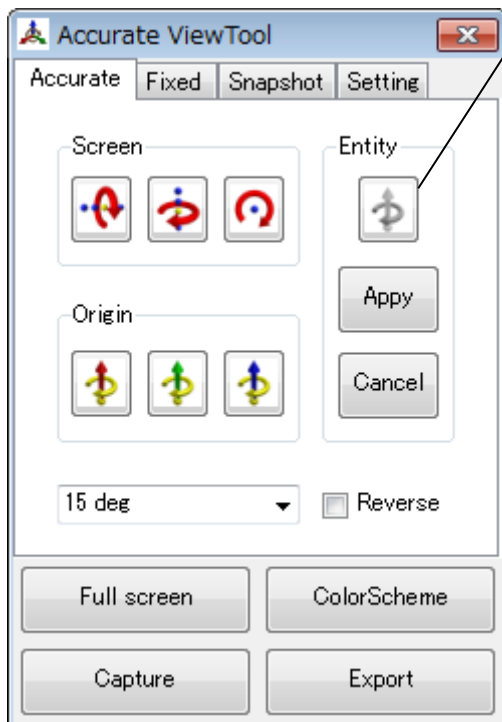 Accurate ViewTool
Accurate Fixed Snapshot Setting
Screen
Entity
Appy
Origin
Cancel
15 deg
Reverse
Full screen
ColorScheme
Capture
Export